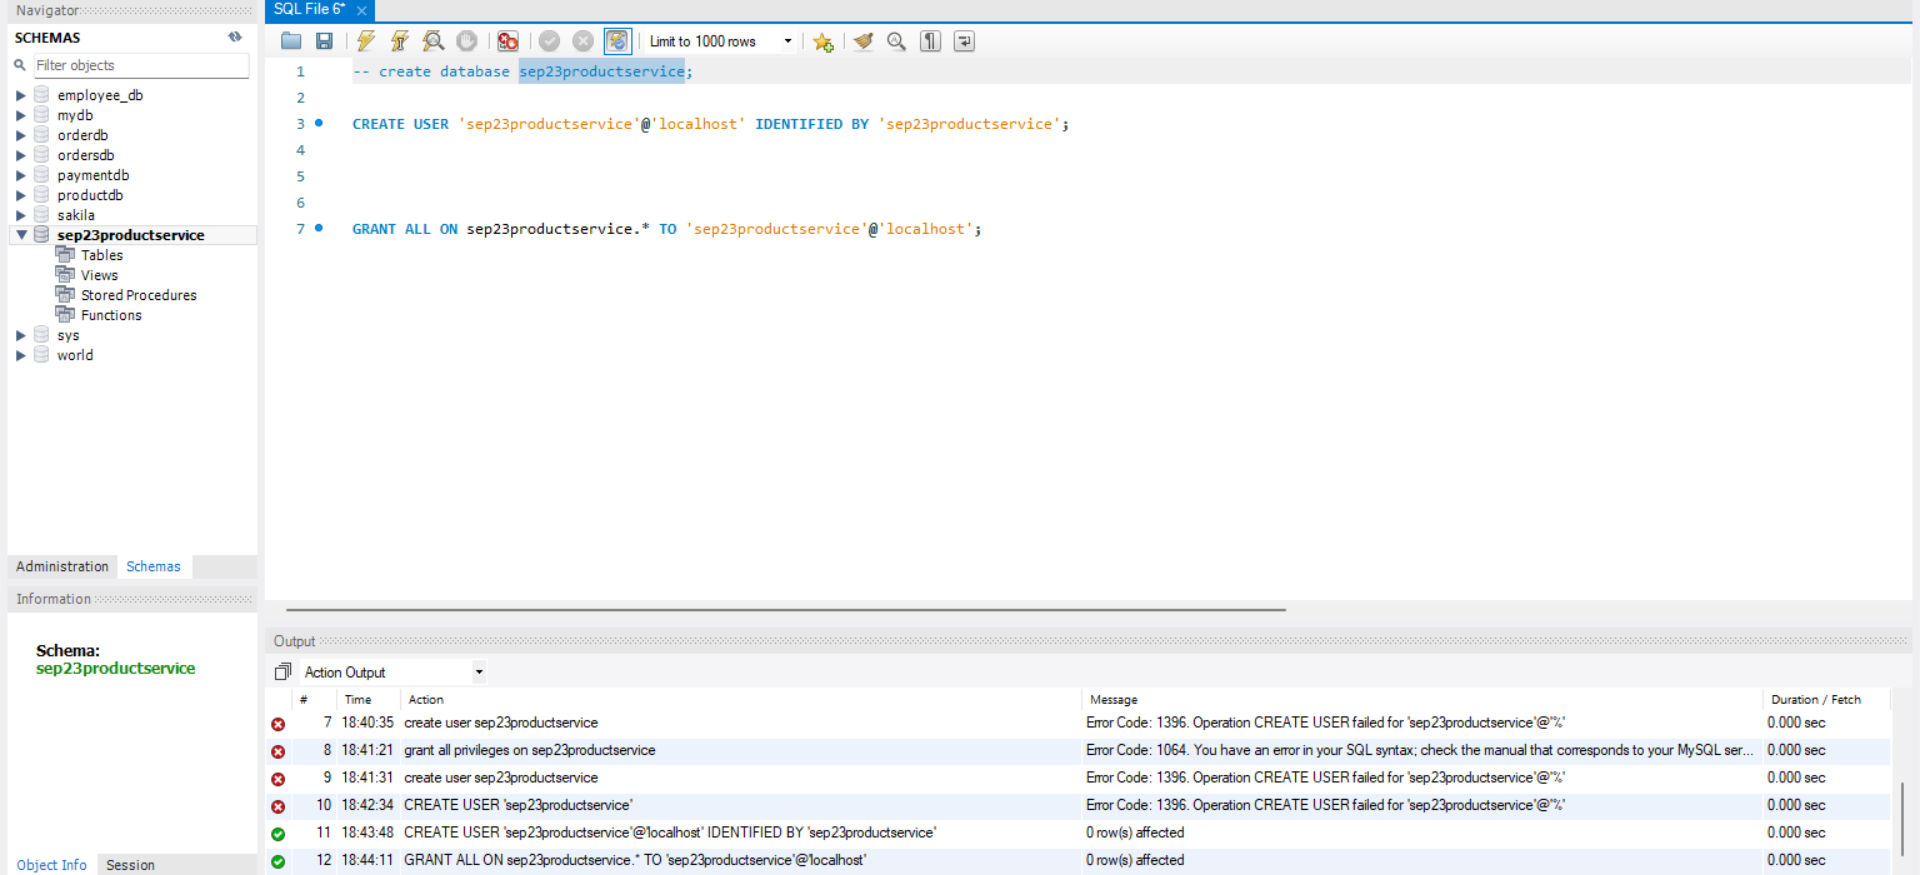 Navigator
SCHEMAS
Filter objects
employee_db
mydb
orderdb
ordersdb
paymentdb
productdb
sakila
sep23productservice
Tables
Views
Stored Procedures
Functions
sys
world
Administration Schemas
Information
Schema:
sep23productservice
Object Info Session
SQL File 6*
Limit to 1000 rows
1 -- create database sep23productservice;
2
3 CREATE USER 'sep23productservice'@'localhost' IDENTIFIED BY 'sep23productservice';
4
5
6
7 GRANT ALL ON sep23productservice.* TO 'sep23productservice'@'localhost';
Output
Action Output
# Time Action Message Duration / Fetch
7 18:40:35 create user sep23productservice Error Code: 1396. Operation CREATE USER failed for 'sep23productservice'@'%' 0.000 sec
8 18:41:21 grant all privileges on sep23productservice Error Code: 1064. You have an error in your SQL syntax; check the manual that corresponds to your MySQL ser... 0.000 sec
9 18:41:31 create user sep23productservice Error Code: 1396. Operation CREATE USER failed for 'sep23productservice'@'%' 0.000 sec
10 18:42:34 CREATE USER 'sep23productservice' Error Code: 1396. Operation CREATE USER failed for 'sep23productservice'@'%' 0.000 sec
11 18:43:48 CREATE USER 'sep23productservice'@'localhost' IDENTIFIED BY 'sep23productservice' 0 row(s) affected 0.000 sec
12 18:44:11 GRANT ALL ON sep23productservice.* TO 'sep23productservice'@'localhost' 0 row(s) affected 0.000 sec